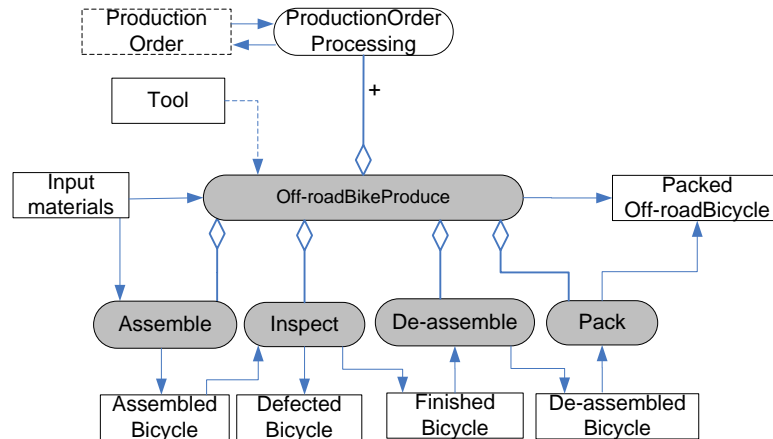 Production
Order
ProductionOrder
Processing
+
Tool
Input
materials
Off-roadBikeProduce
Packed
Off-roadBicycle
Assemble
Inspect
De-assemble
Pack
Assembled
Bicycle
Defected
Bicycle
Finished
Bicycle
De-assembled
Bicycle